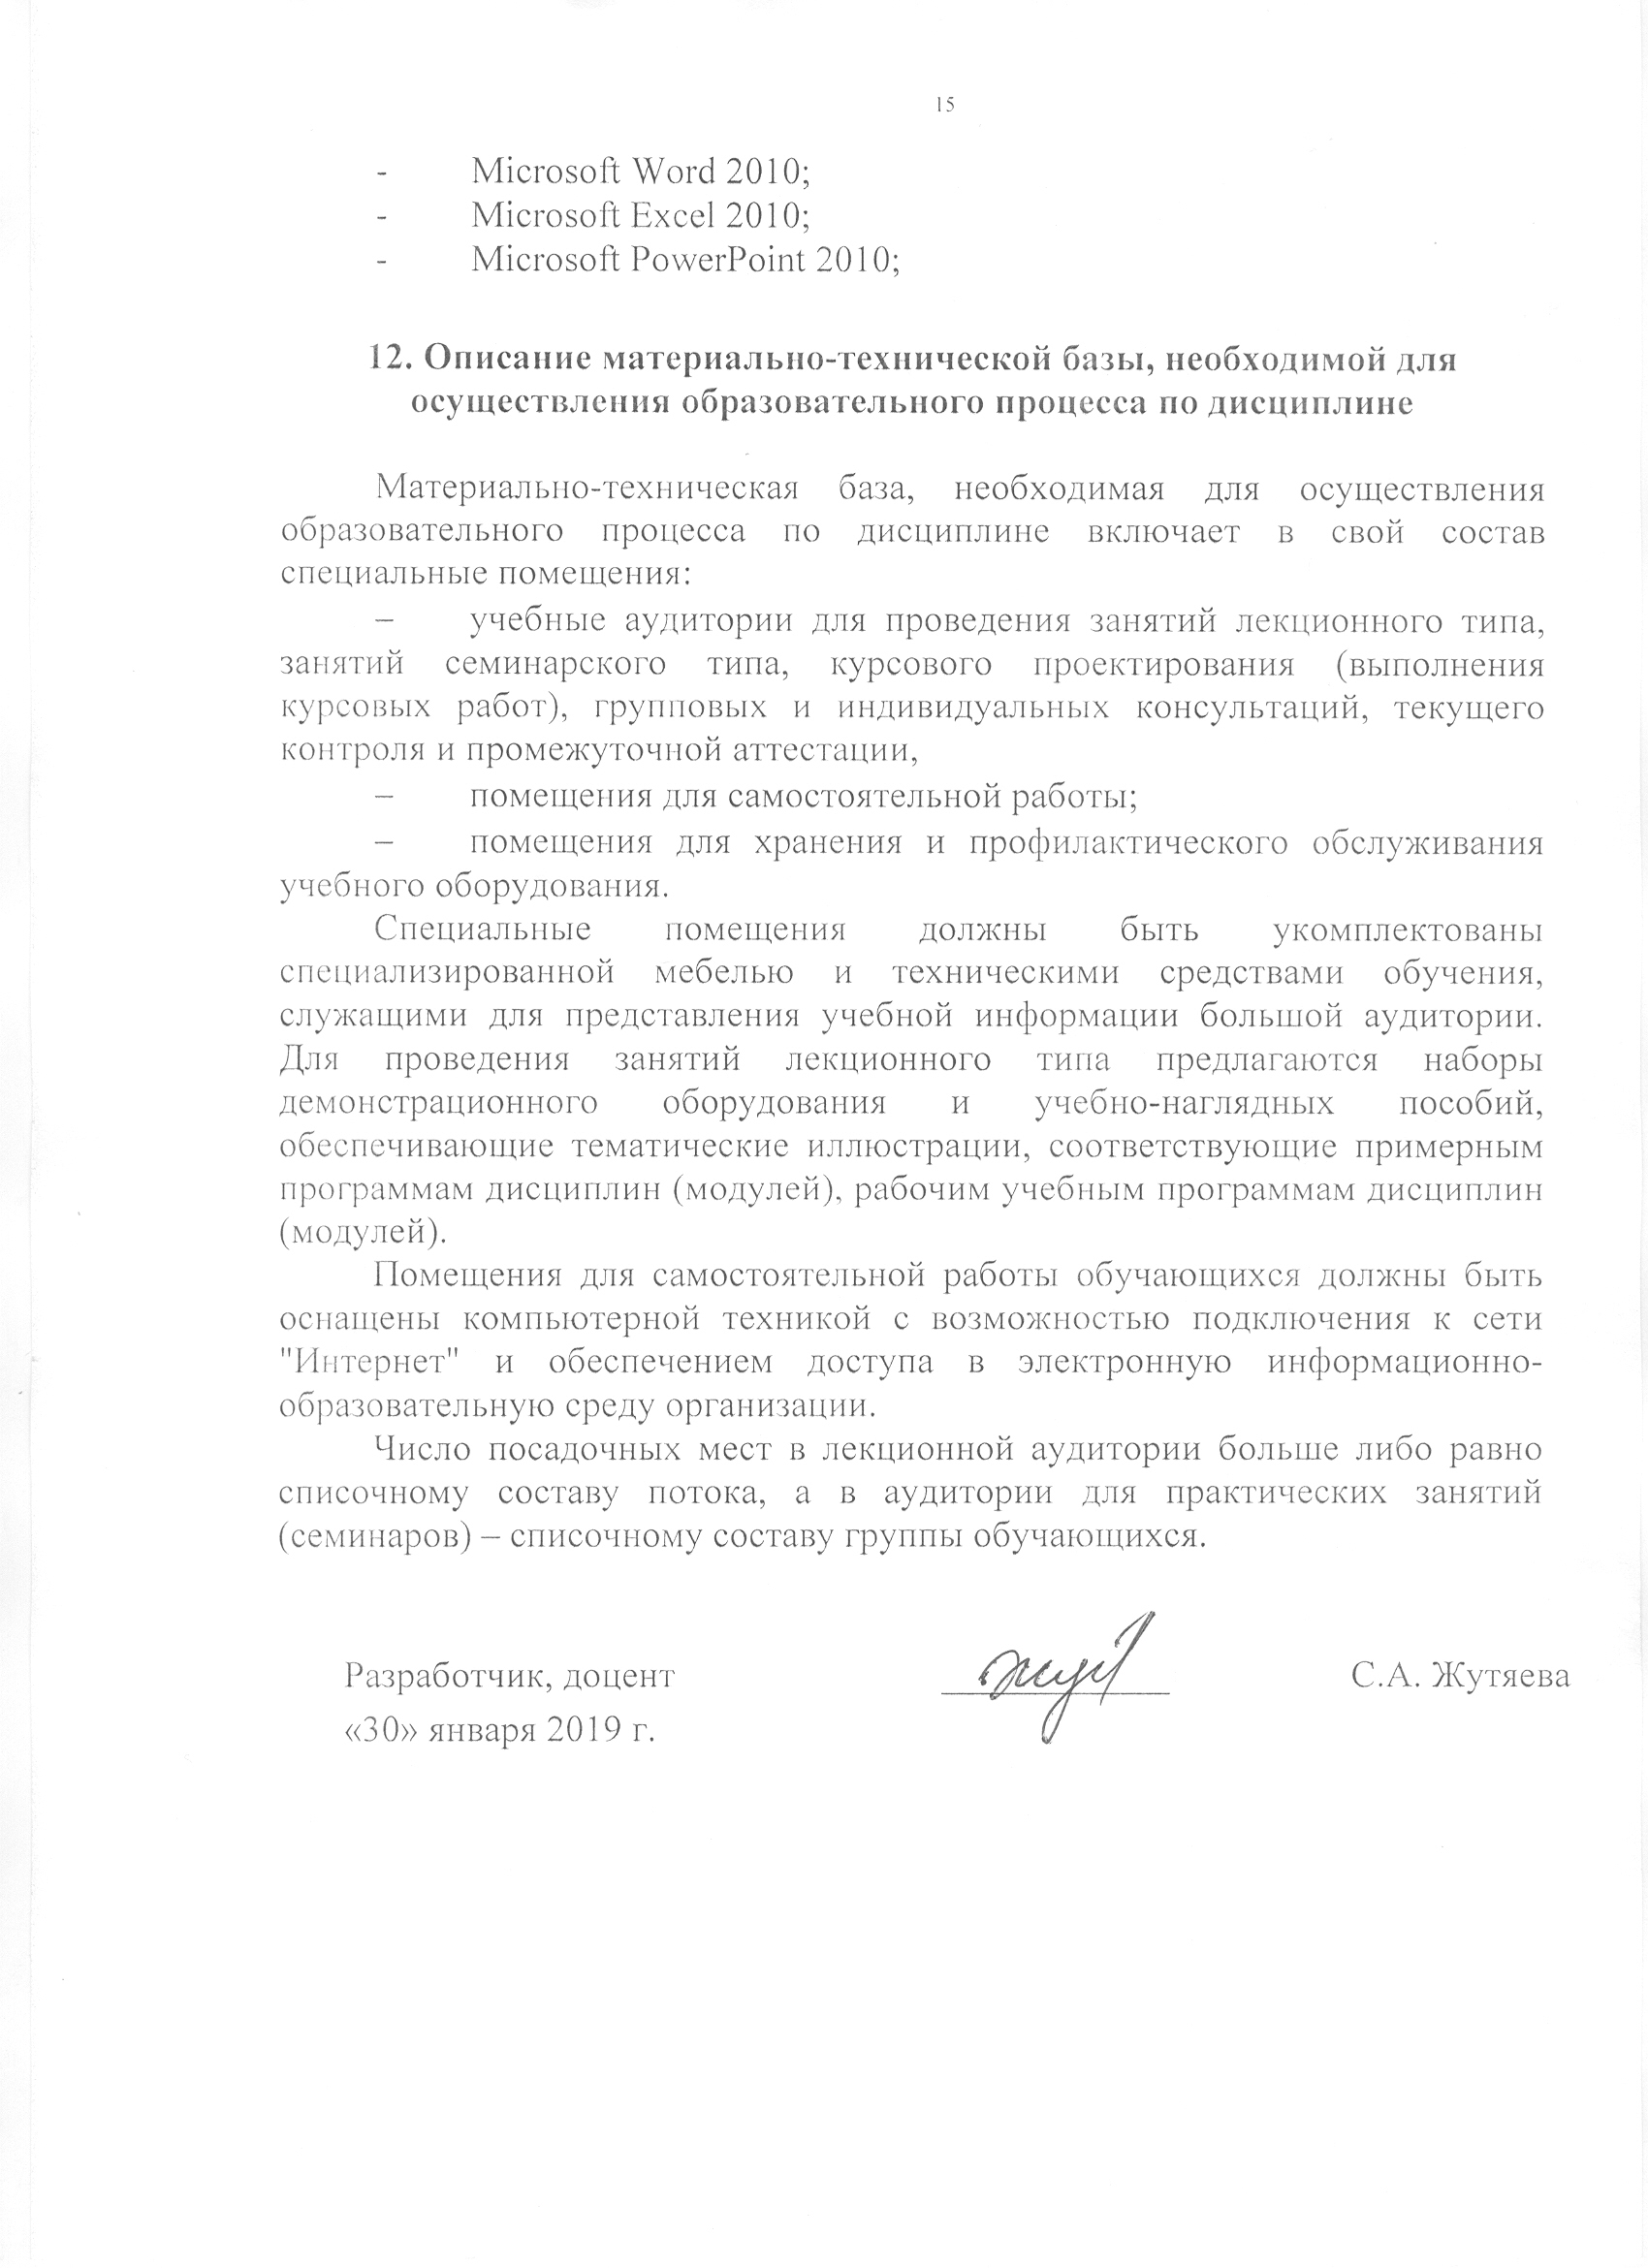 15
- Microsoft Word 2010;
- Microsoft Excel 2010;
- Microsoft PowerPoint 2010;
12. Описание материально-технической базы, необходимой для
осуществления образовательного процесса по дисциплине
Материально-техническая база, необходимая для осуществления
образовательного процесса по дисциплине включает в свой состав
специальные помещения:
– учебные аудитории для проведения занятий лекционного типа,
занятий семинарского типа, курсового проектирования (выполнения
курсовых работ), групповых и индивидуальных консультаций, текущего
контроля и промежуточной аттестации,
– помещения для самостоятельной работы;
– помещения для хранения и профилактического обслуживания
учебного оборудования.
Специальные помещения должны быть укомплектованы
специализированной мебелью и техническими средствами обучения,
служащими для представления учебной информации большой аудитории.
Для проведения занятий лекционного типа предлагаются наборы
демонстрационного оборудования и учебно-наглядных пособий,
обеспечивающие тематические иллюстрации, соответствующие примерным
программам дисциплин (модулей), рабочим учебным программам дисциплин
(модулей).
Помещения для самостоятельной работы обучающихся должны быть
оснащены компьютерной техникой с возможностью подключения к сети
"Интернет" и обеспечением доступа в электронную информационно-
образовательную среду организации.
Число посадочных мест в лекционной аудитории больше либо равно
списочному составу потока, а в аудитории для практических занятий
(семинаров) – списочному составу группы обучающихся.
Разработчик, доцент С.А. Жутяева
«30» января 2019 г.